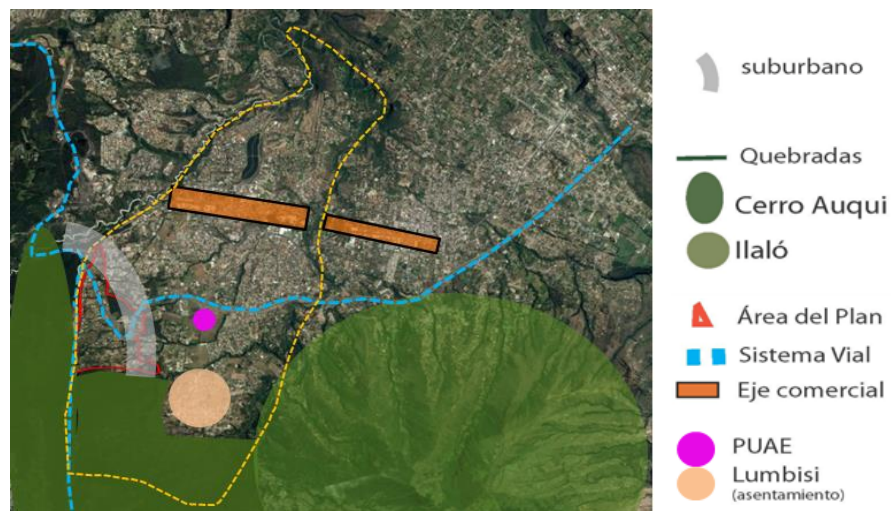 suburbano
Quebradas
Cerro Auqui
Ilaló
Área del Plan
Sistema Vial
Eje comercial
PUAE
Lumbisi
(asentamiento)